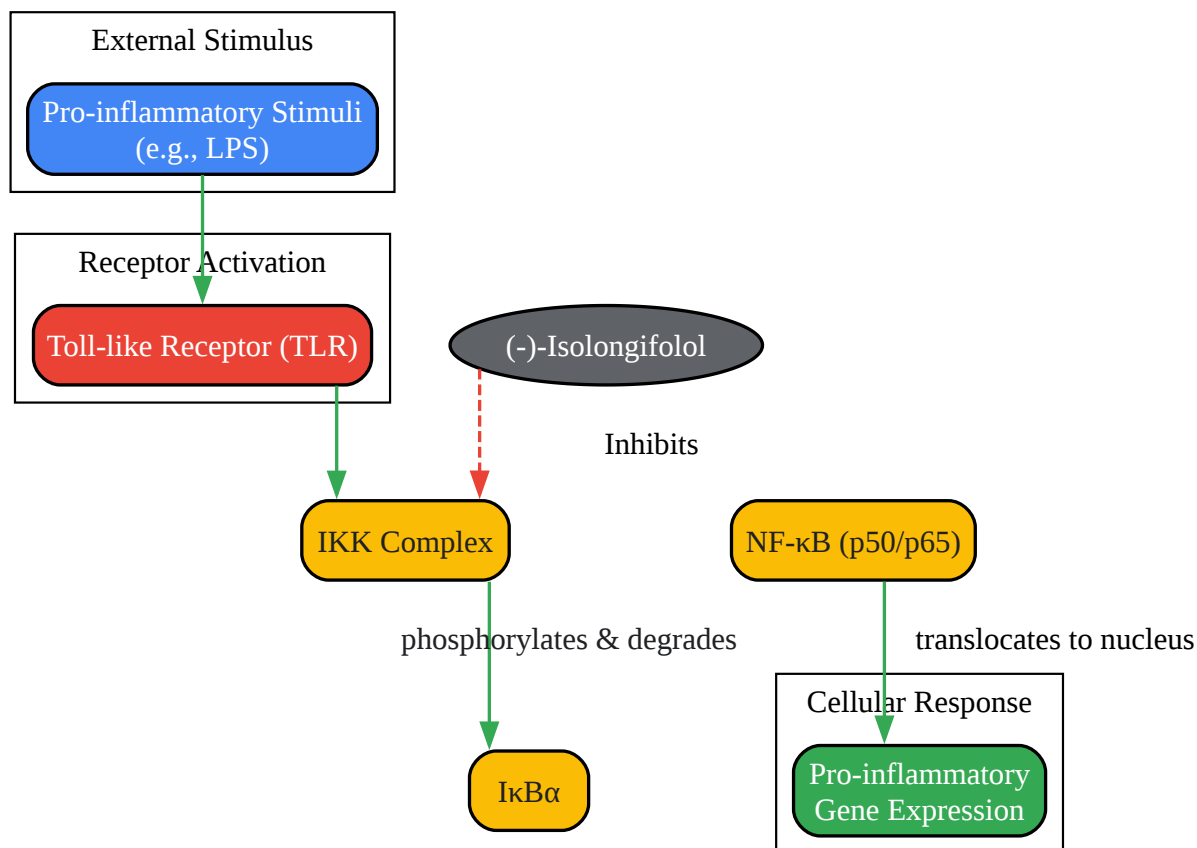 External Stimulus
Pro-inflammatory Stimuli
(e.g., LPS)
Receptor Activation
Toll-like Receptor (TLR)
(-)-Isolongifolol
Inhibits
IKK Complex
NF-κB (p50/p65)
phosphorylates & degrades
translocates to nucleus
Cellular Response
IκBα
Pro-inflammatory
Gene Expression